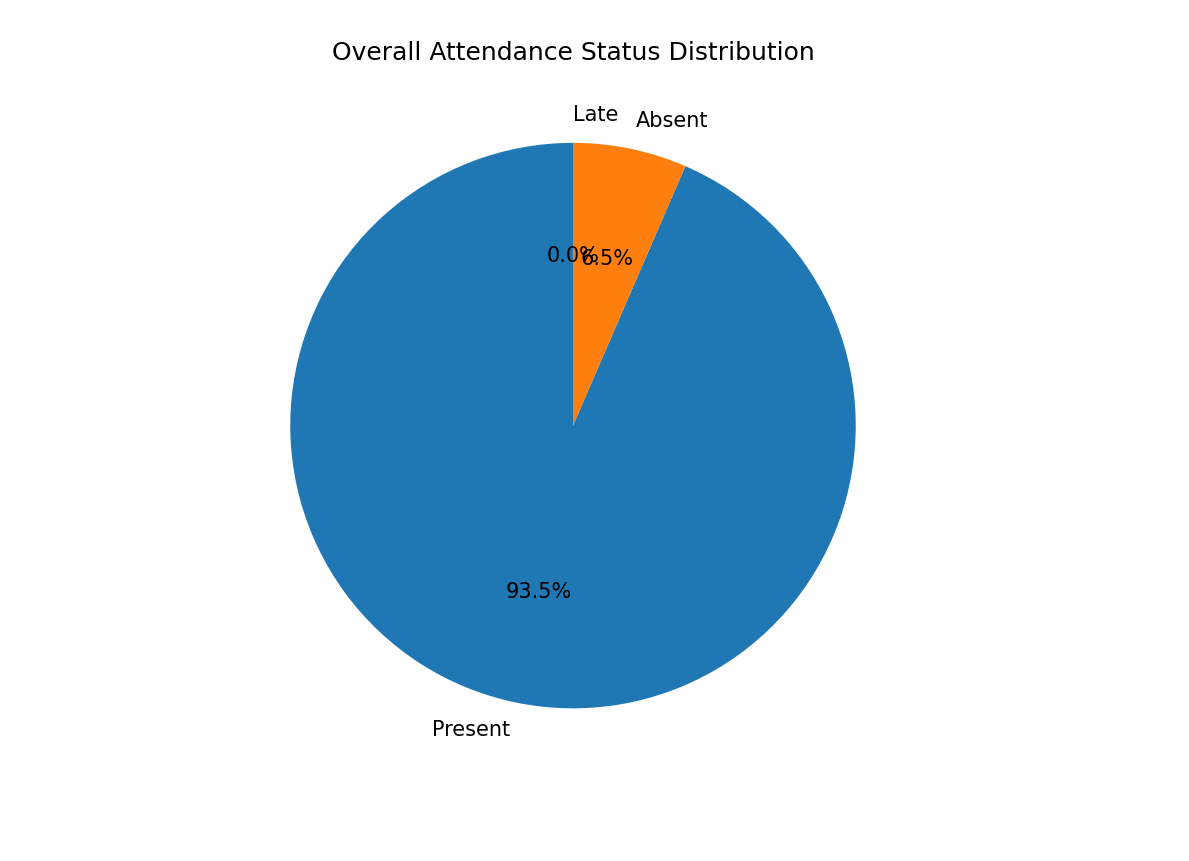 Overall Attendance Status Distribution
Late
Absent
0.0%
6.5%
93.5%
Present